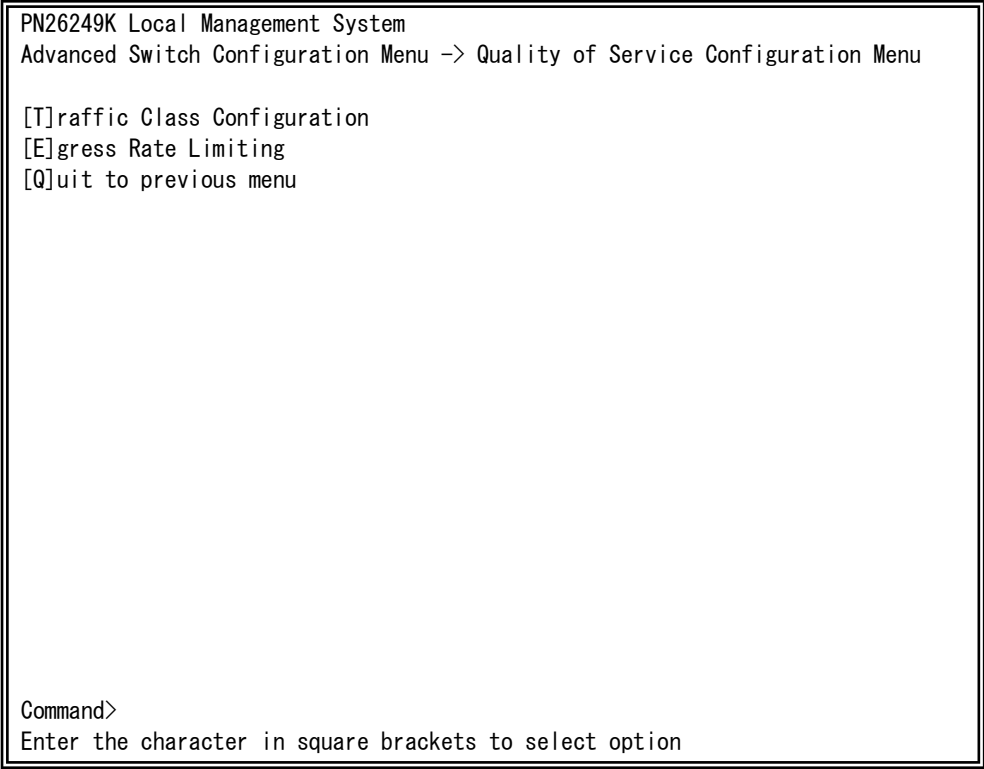 PN26249K Local Management System
Advanced Switch Configuration Menu -> Quality of Service Configuration Menu
[T]raffic Class Configuration
[E]gress Rate Limiting
[Q]uit to previous menu
Command>
Enter the character in square brackets to select option